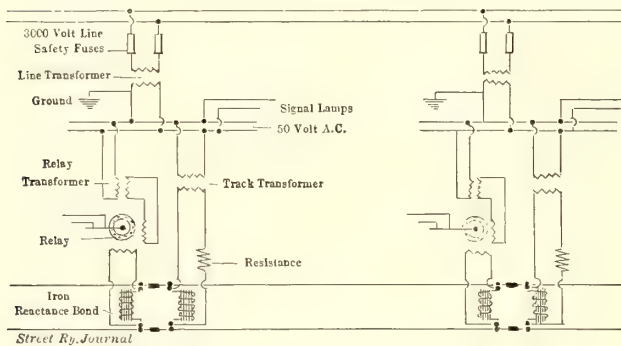 3000 Volt Line
Safety Fuses
Line Transformer
Ground
Signal Lamps
50 Volt A.C.
Relay
Transformer
Track Transformer
Relay
Resistance
Iron
Reactance Bond
Street Ry. Journal